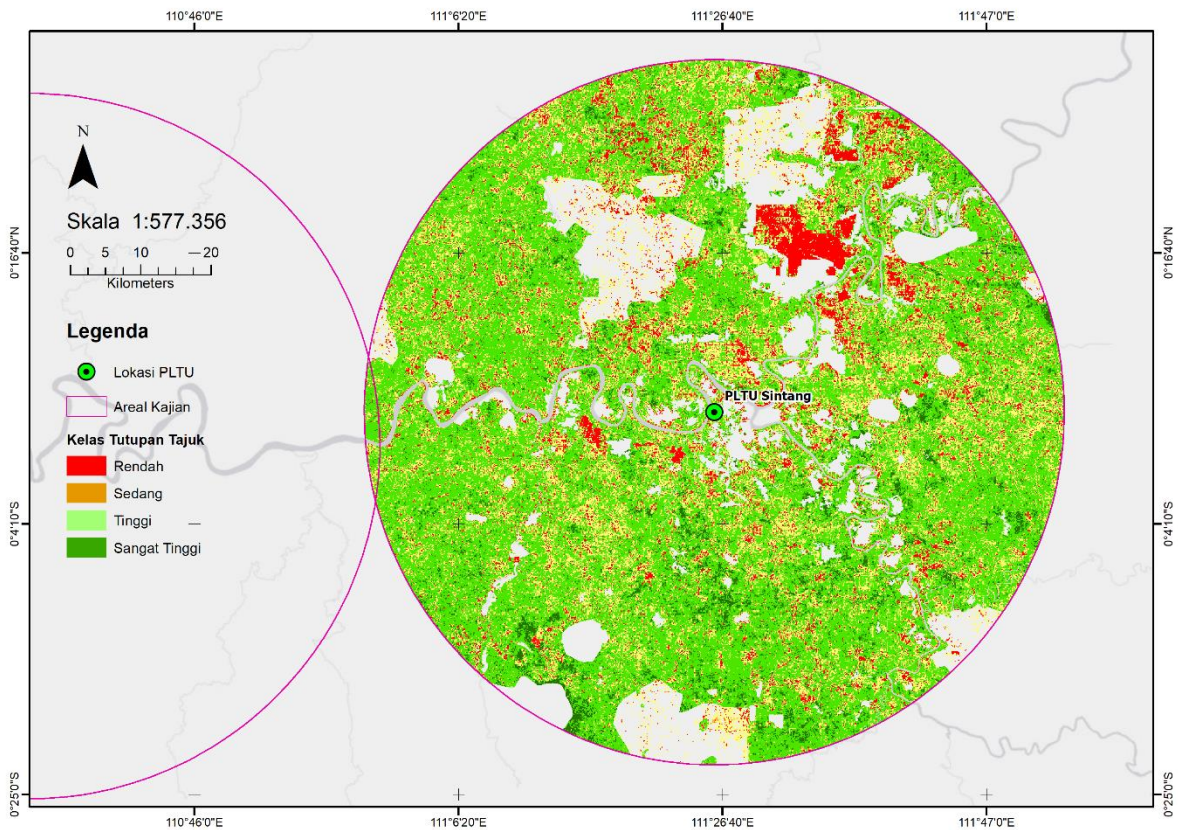 110°46'0"E 111°6'20"E 111°26'40"E 111°47'0"E
N
Skala 1:577.356
0 5 10 20
Kilometers
0°16'40"N 0°16'40"N
Legenda
Lokasi PLTU
Areal Kajian
PLTU Sintang
Kelas Tutupan Tajuk
Rendah
Sedang
Tinggi
Sangat Tinggi
0°4'10"S 0°4'10"S
0°25'0"S 0°25'0"S
110°46'0"E 111°6'20"E 111°26'40"E 111°47'0"E